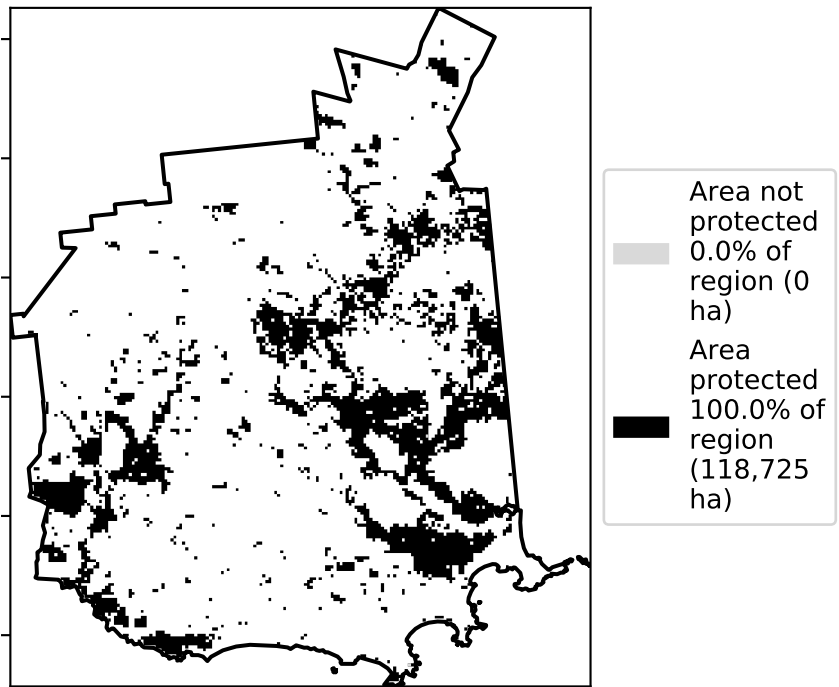 Area not
protected
0.0% of
region (0
ha)
Area
protected
100.0% of
region
(118,725
ha)